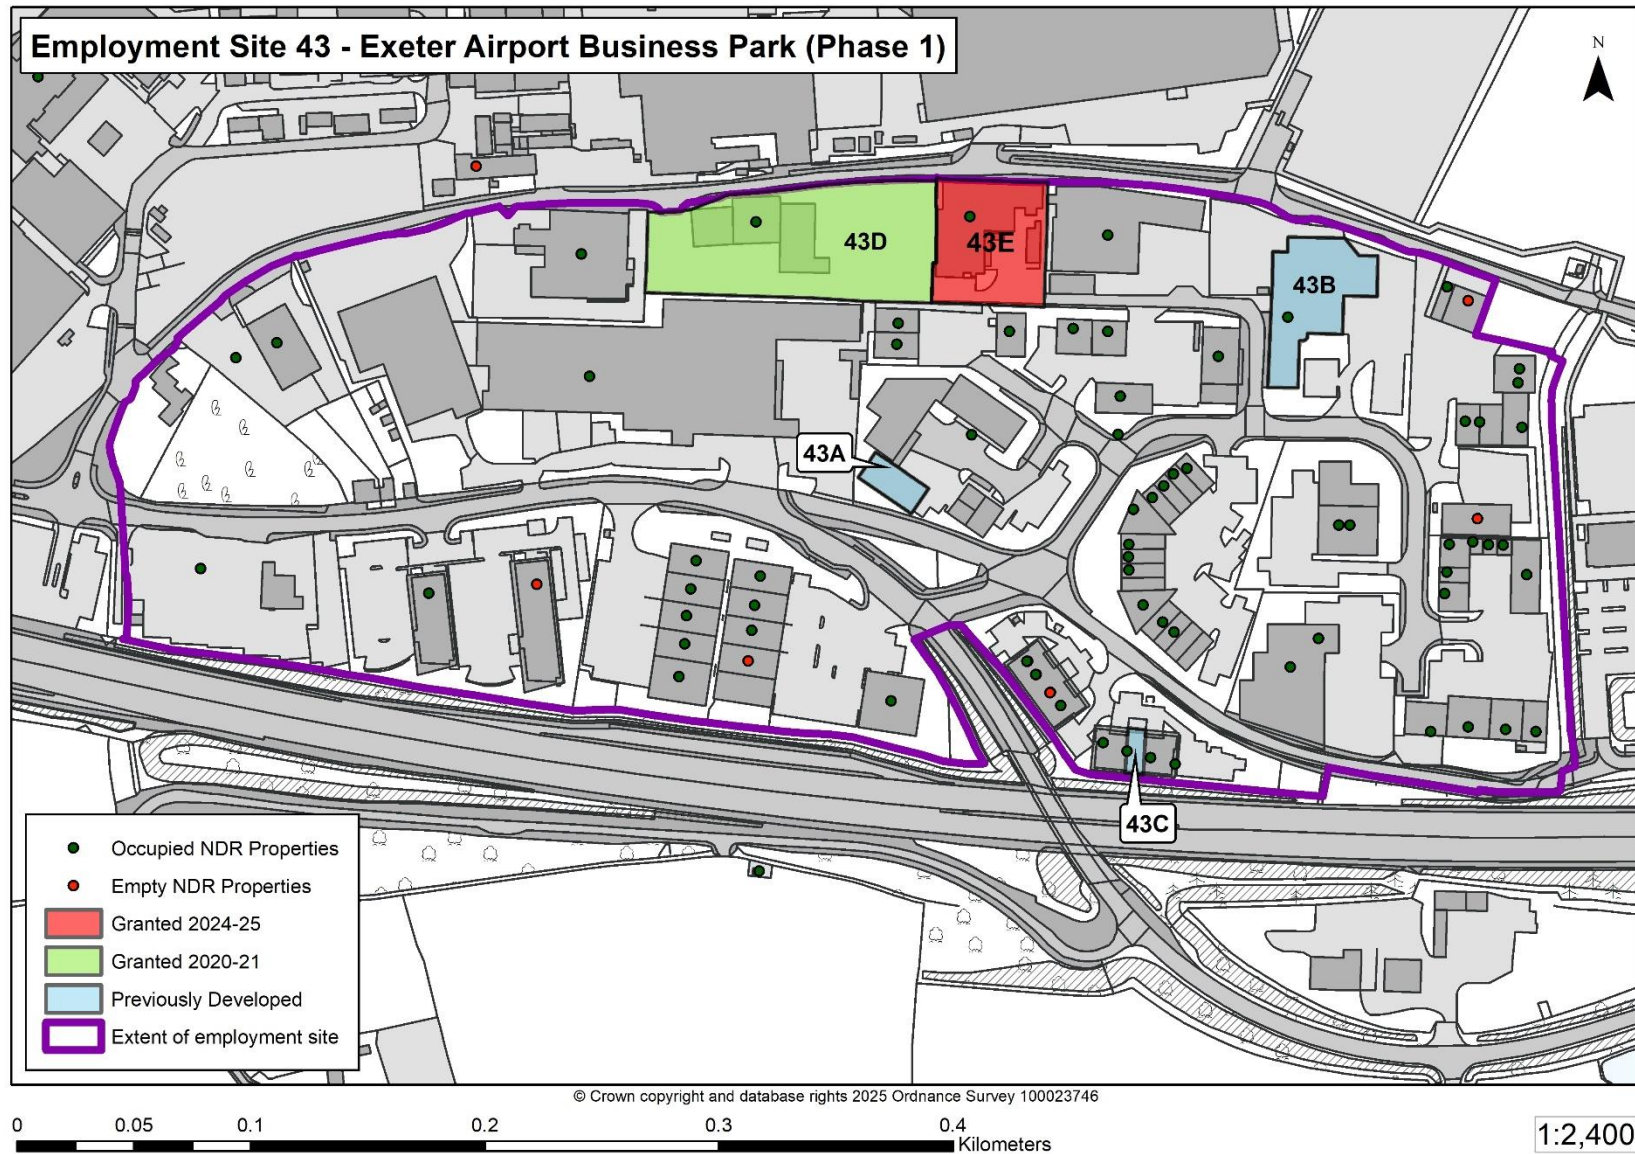 Employment Site 43 - Exeter Airport Business Park (Phase 1)
N
43D
43E
43B
43A
43C
Occupied NDR Properties
Empty NDR Properties
Granted 2024-25
Granted 2020-21
Previously Developed
Extent of employment site
© Crown copyright and database rights 2025 Ordnance Survey 100023746
0 0.05 0.1 0.2 0.3 0.4
Kilometers
1:2,400